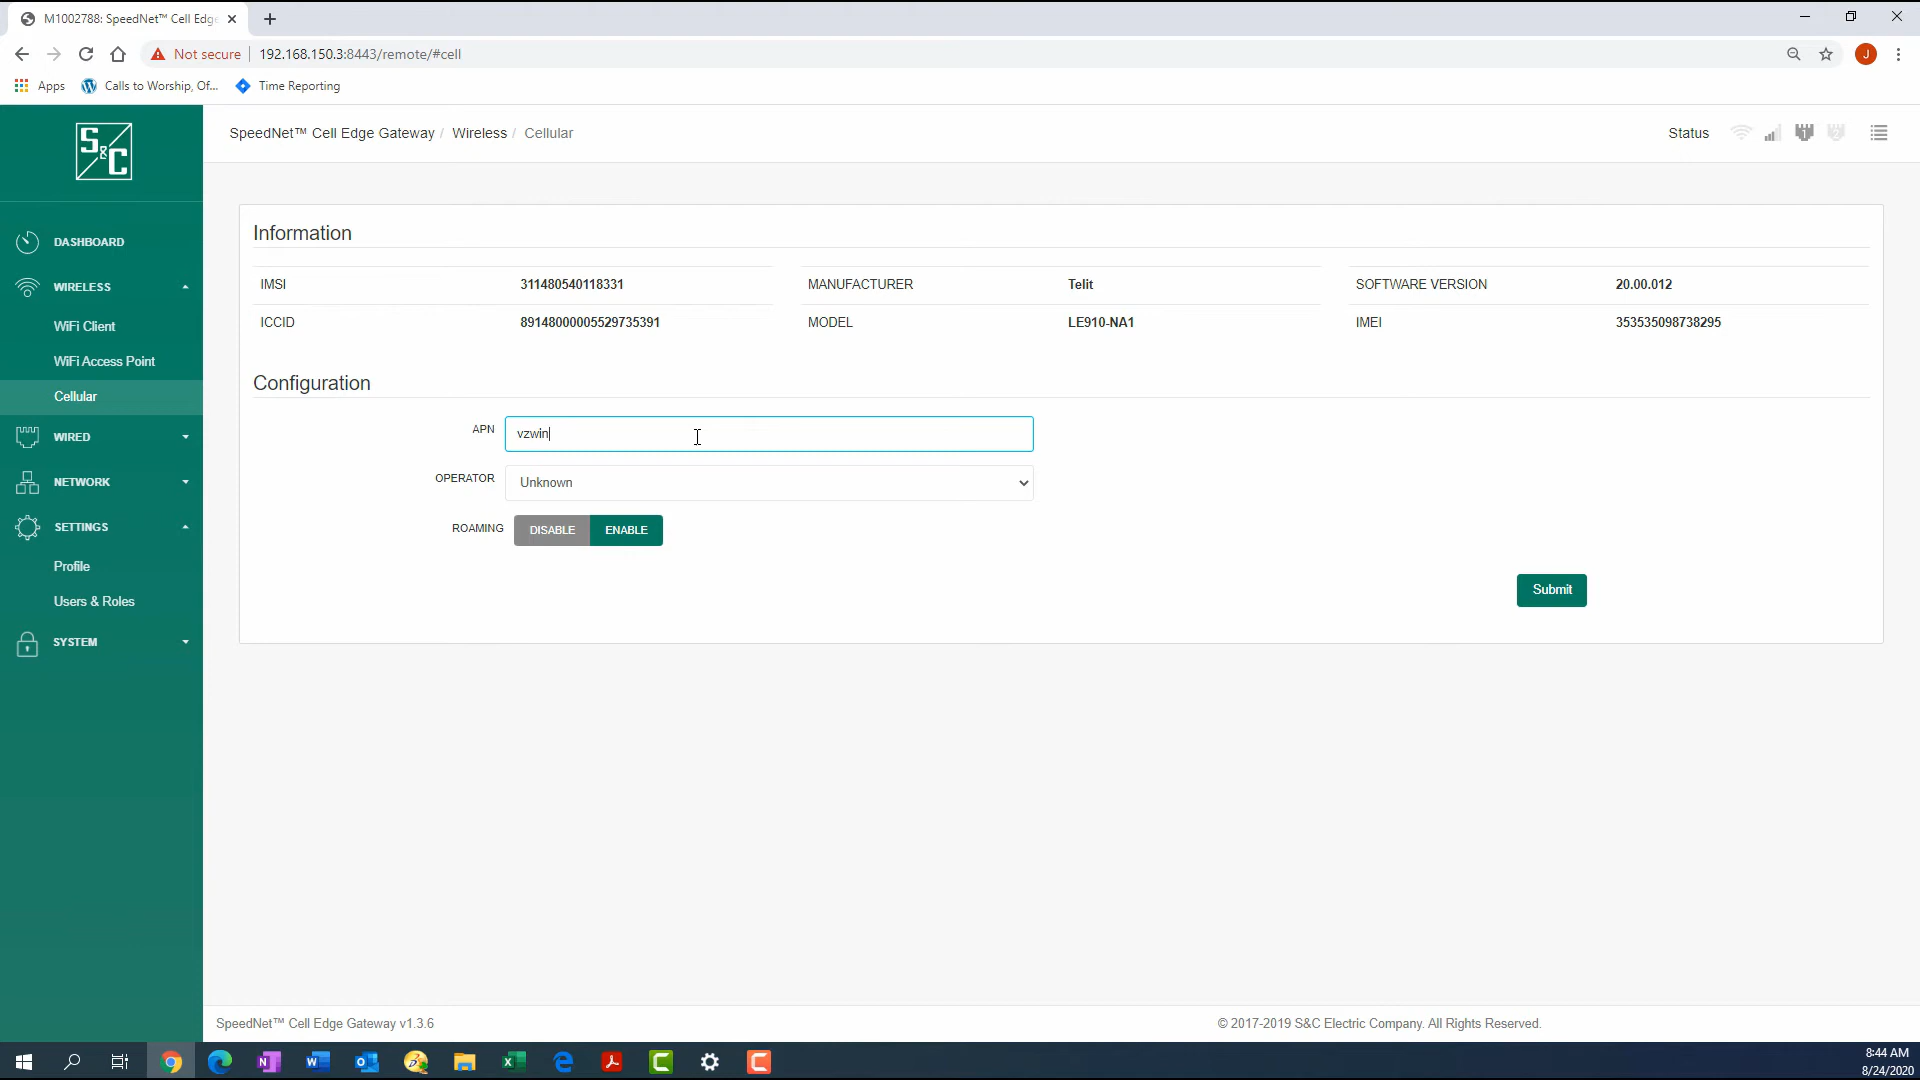 M1002788: SpeedNet™ Cell Edge
Not secure 192.168.150.3:8443/remote/#cell
J
Apps Calls to Worship, Of... Time Reporting
S&C
SpeedNet™ Cell Edge Gateway / Wireless / Cellular
Status 1 2
DASHBOARD
WIRELESS
WiFi Client
WiFi Access Point
Cellular
WIRED
NETWORK
SETTINGS
Profile
Users & Roles
SYSTEM
Information
IMSI 311480540118331 MANUFACTURER Telit SOFTWARE VERSION 20.00.012
ICCID 89148000005529735391 MODEL LE910-NA1 IMEI 353535098738295
Configuration
APN vzwin
OPERATOR Unknown
ROAMING DISABLE ENABLE
Submit
SpeedNet™ Cell Edge Gateway v1.3.6 © 2017-2019 S&C Electric Company. All Rights Reserved.
8:44 AM
8/24/2020